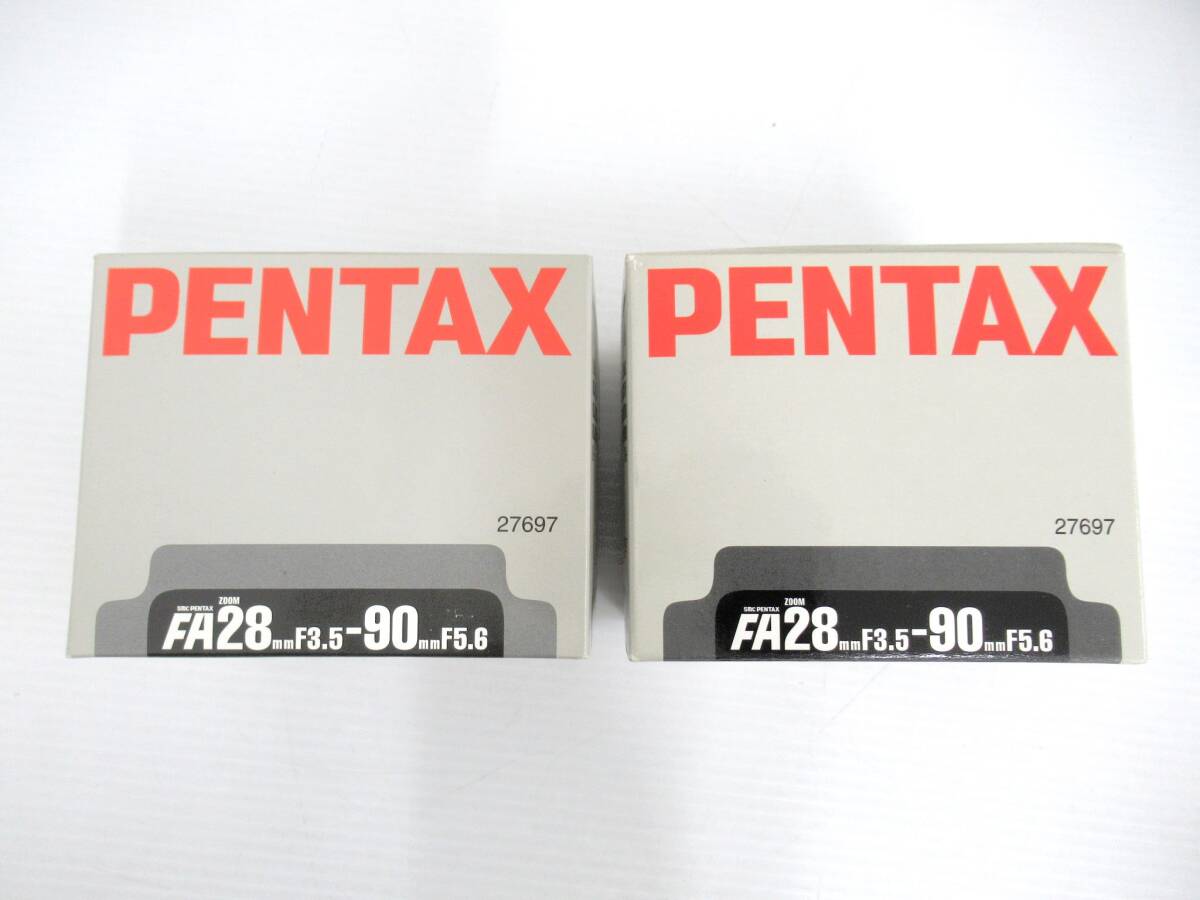 PENTAX
27697
ZOOM
smc PENTAX
FA28mmF3.5-90mmF5.6
PENTAX
27697
ZOOM
smc PENTAX
FA28mmF3.5-90mmF5.6